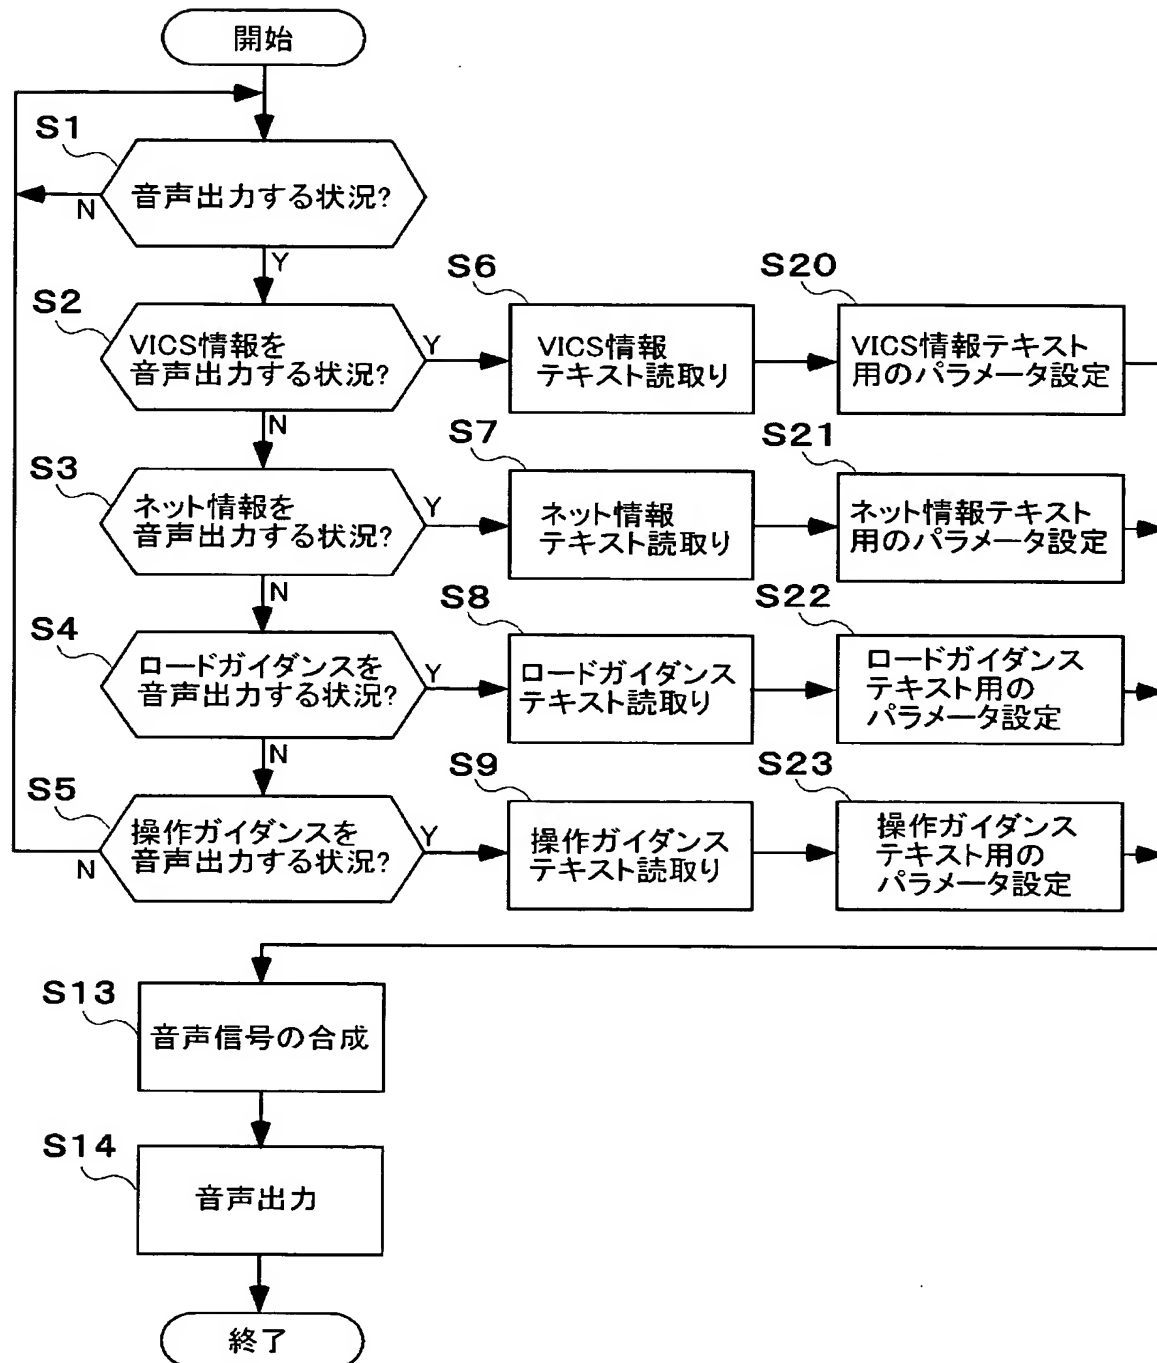 開始
S1
音声出力する状況?
N
Y
S2
VICS情報を
音声出力する状況?
Y
N
S6
VICS情報
テキスト読取り
S20
VICS情報テキスト
用のパラメータ設定
S3
ネット情報を
音声出力する状況?
Y
N
S7
ネット情報
テキスト読取り
S21
ネット情報テキスト
用のパラメータ設定
S4
ロードガイダンスを
音声出力する状況?
Y
N
S8
ロードガイダンス
テキスト読取り
S22
ロードガイダンス
テキスト用の
パラメータ設定
S5
操作ガイダンスを
音声出力する状況?
Y
N
S9
操作ガイダンス
テキスト読取り
S23
操作ガイダンス
テキスト用の
パラメータ設定
S13
音声信号の合成
S14
音声出力
終了